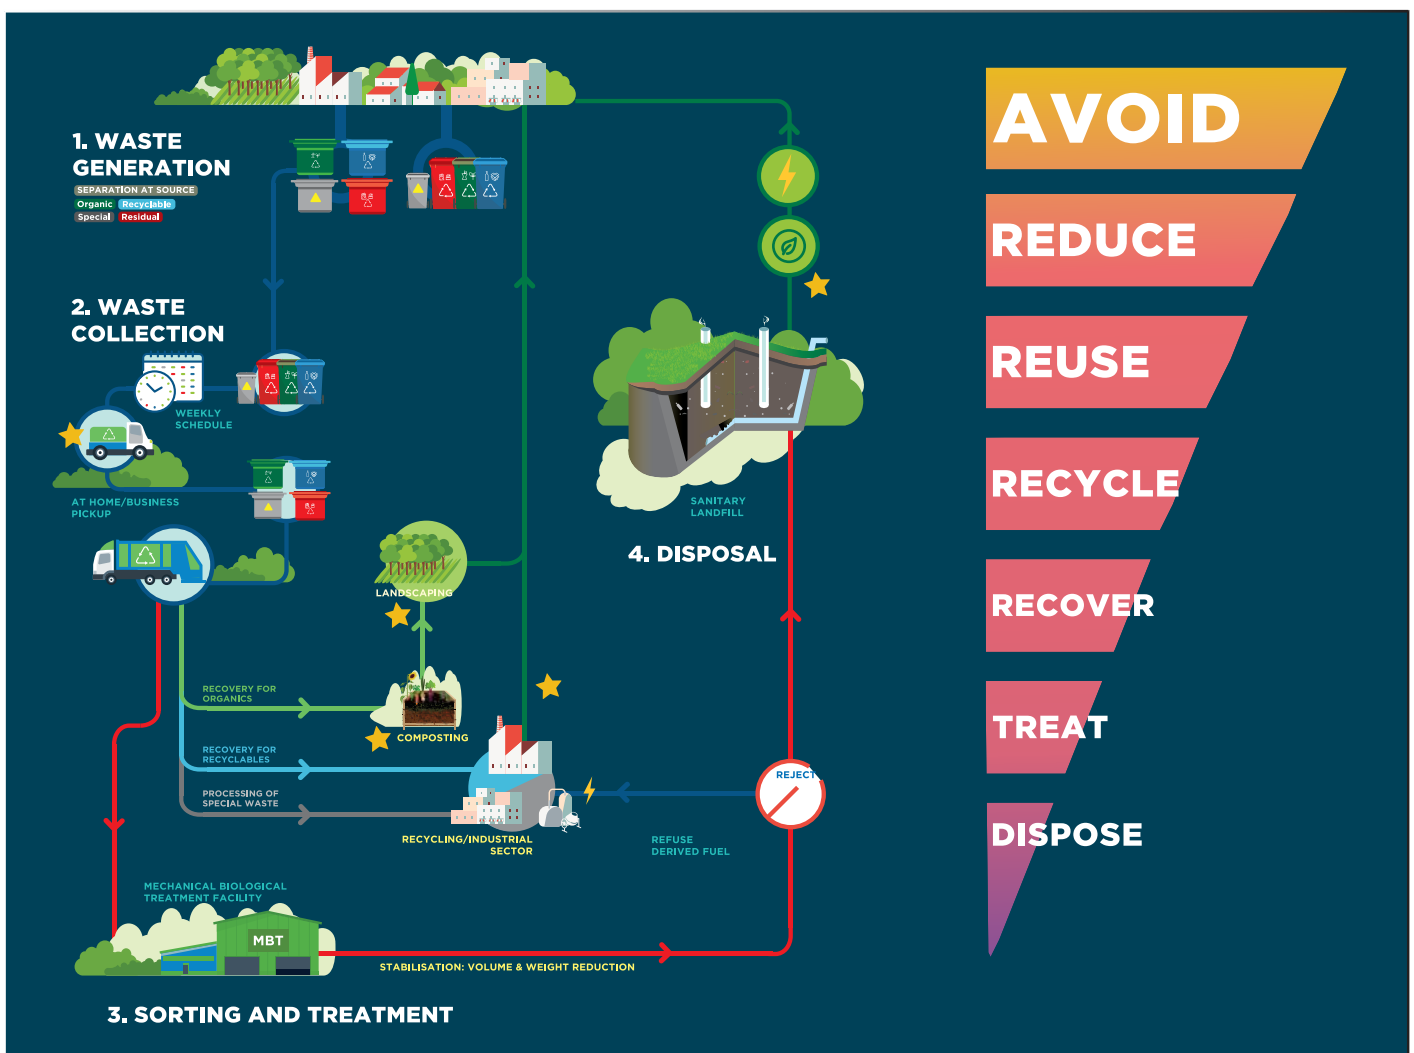 1. WASTE
GENERATION
SEPARATION AT SOURCE
Organic Recyclable
Special Residual
2. WASTE
COLLECTION
WEEKLY
SCHEDULE
AT HOME/BUSINESS
PICKUP
LANDSCAPING
RECOVERY FOR
ORGANICS
COMPOSTING
RECOVERY FOR
RECYCLABLES
PROCESSING OF
SPECIAL WASTE
RECYCLING/INDUSTRIAL
SECTOR
REFUSE
DERIVED FUEL
REJECT
MECHANICAL BIOLOGICAL
TREATMENT FACILITY
MBT
STABILISATION: VOLUME & WEIGHT REDUCTION
3. SORTING AND TREATMENT
SANITARY
LANDFILL
4. DISPOSAL
AVOID
REDUCE
REUSE
RECYCLE
RECOVER
TREAT
DISPOSE